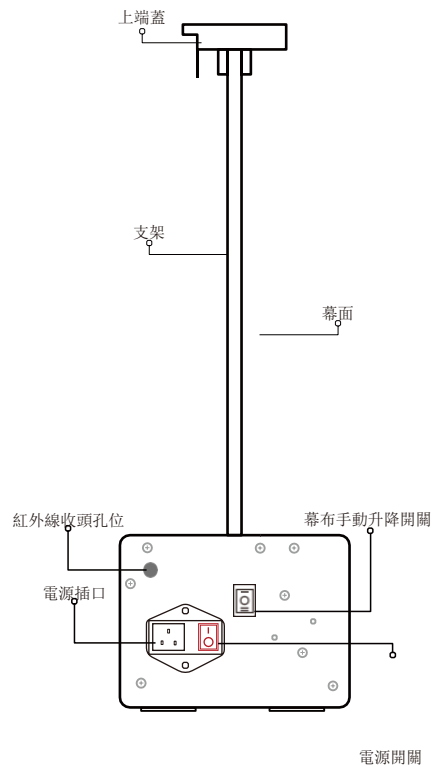 上端蓋
支架
幕面
紅外線收頭孔位
幕布手動升降開關
電源插口
電源開關